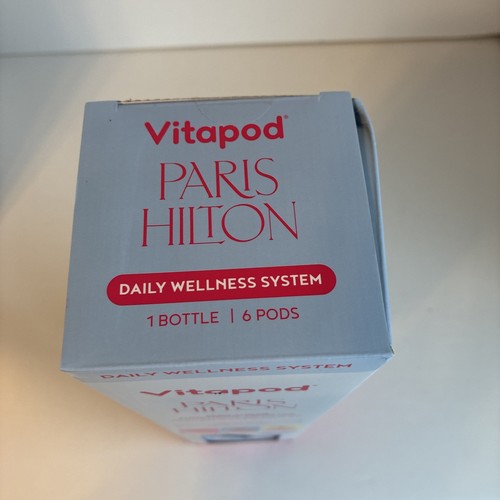 Vitapod
PARIS
HILTON
DAILY WELLNESS SYSTEM
1 BOTTLE | 6 PODS
DAILY WELLNESS SYSTEM
Vitapod
PARIS
HILTON